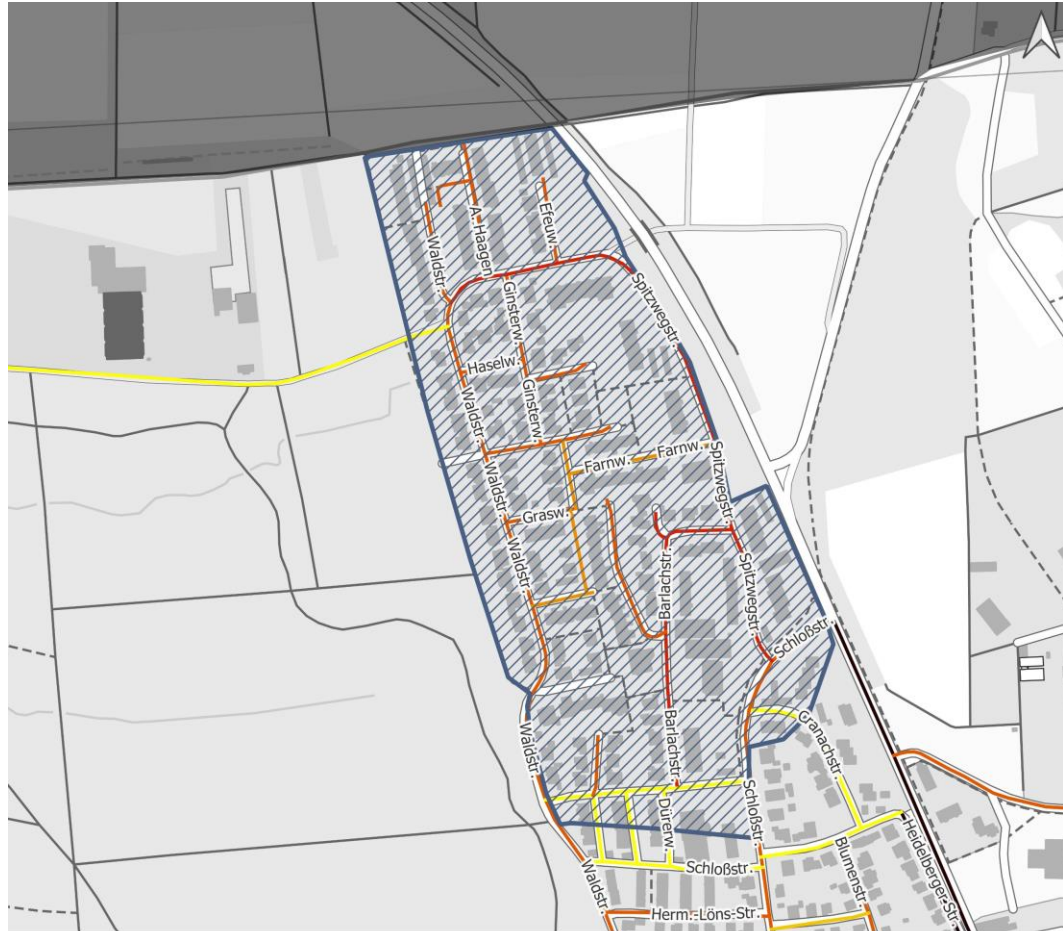 Efeuw.
A. Haagen
Waldstr.
Ginsterw.
Spitzwegstr.
Haselw.
Ginsterw.
Waldstr.
Farnw.
Farnw.
Waldstr.
Spitzwegstr.
Grasw.
Waldstr.
Barlachstr.
Spitzwegstr.
Schloßstr.
Cranachstr.
Waldstr.
Barlachstr.
Dürerw.
Schloßstr.
Heidelberger Str.
Blumenstr.
Schloßstr.
Waldstr.
Herm.-Löns-Str.